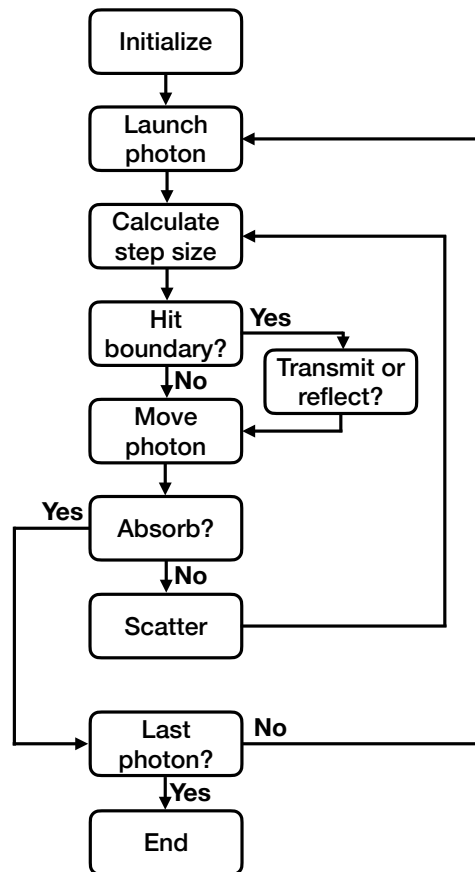 Initialize
Launch
photon
Calculate
step size
Hit
boundary?
Yes
Transmit or
reflect?
No
Move
photon
Yes
Absorb?
No
Scatter
Last
photon?
No
Yes
End